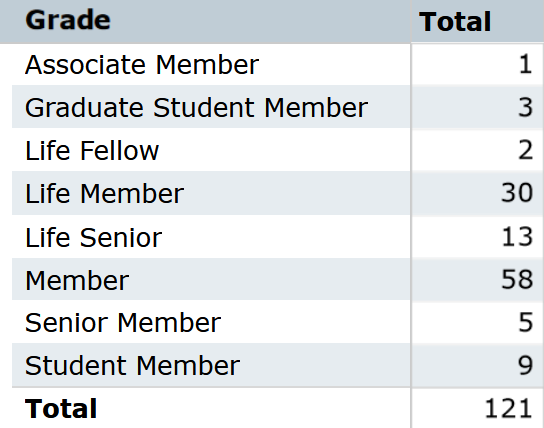 Grade Total
Associate Member 1
Graduate Student Member 3
Life Fellow 2
Life Member 30
Life Senior 13
Member 58
Senior Member 5
Student Member 9
Total 121